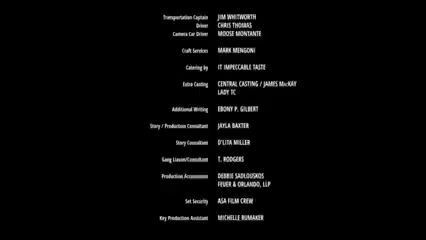 Transportation Captain JIM WHITWORTH
Driver CHRIS THOMAS
Camera Car Driver MOOSE MONTANTE
Craft Services MARK MENGONI
Catering by IT IMPECCABLE TASTE
Extra Casting CENTRAL CASTING / JAMES MacKAY
LADY TC
Additional Writing EBONY P. GILBERT
Story / Production Consultant JAYLA BAXTER
Story Consultant D'LITA MILLER
Gang Liason/Consultant T. RODGERS
Production DEBBIE SADLOUSKOS
FEUER & ORLANDO, LLP
Set Security ASA FILM CREW
Key Production Assistant MICHELLE RUMAKER